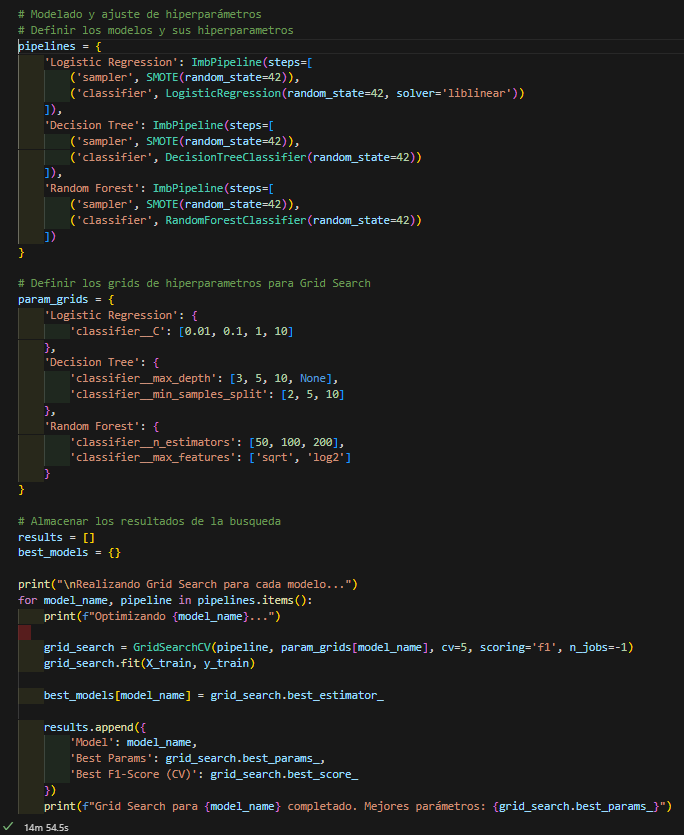 # Modelado y ajuste de hiperparámetros
# Definir los modelos y sus hiperparametros
pipelines = {
    'Logistic Regression': ImbPipeline(steps=[
        ('sampler', SMOTE(random_state=42)),
        ('classifier', LogisticRegression(random_state=42, solver='liblinear'))
    ]),
    'Decision Tree': ImbPipeline(steps=[
        ('sampler', SMOTE(random_state=42)),
        ('classifier', DecisionTreeClassifier(random_state=42))
    ]),
    'Random Forest': ImbPipeline(steps=[
        ('sampler', SMOTE(random_state=42)),
        ('classifier', RandomForestClassifier(random_state=42))
    ])
}

# Definir los grids de hiperparametros para Grid Search
param_grids = {
    'Logistic Regression': {
        'classifier__C': [0.01, 0.1, 1, 10]
    },
    'Decision Tree': {
        'classifier__max_depth': [3, 5, 10, None],
        'classifier__min_samples_split': [2, 5, 10]
    },
    'Random Forest': {
        'classifier__n_estimators': [50, 100, 200],
        'classifier__max_features': ['sqrt', 'log2']
    }
}

# Almacenar los resultados de la busqueda
results = []
best_models = {}

print("\nRealizando Grid Search para cada modelo...")
for model_name, pipeline in pipelines.items():
    print(f"Optimizando {model_name}...")

    grid_search = GridSearchCV(pipeline, param_grids[model_name], cv=5, scoring='f1', n_jobs=-1)
    grid_search.fit(X_train, y_train)

    best_models[model_name] = grid_search.best_estimator_

    results.append({
        'Model': model_name,
        'Best Params': grid_search.best_params_,
        'Best F1-Score (CV)': grid_search.best_score_
    })
    print(f"Grid Search para {model_name} completado. Mejores parámetros: {grid_search.best_params_}")
14m 54.5s